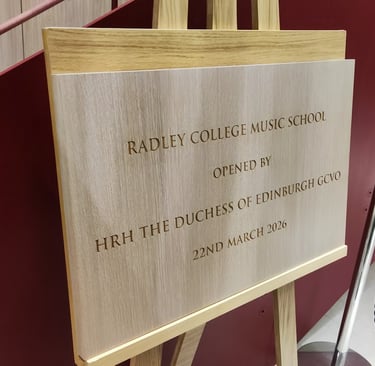 RADLEY COLLEGE MUSIC SCHOOL
OPENED BY
HRH THE DUCHESS OF EDINBURGH GCVO
22ND MARCH 2026